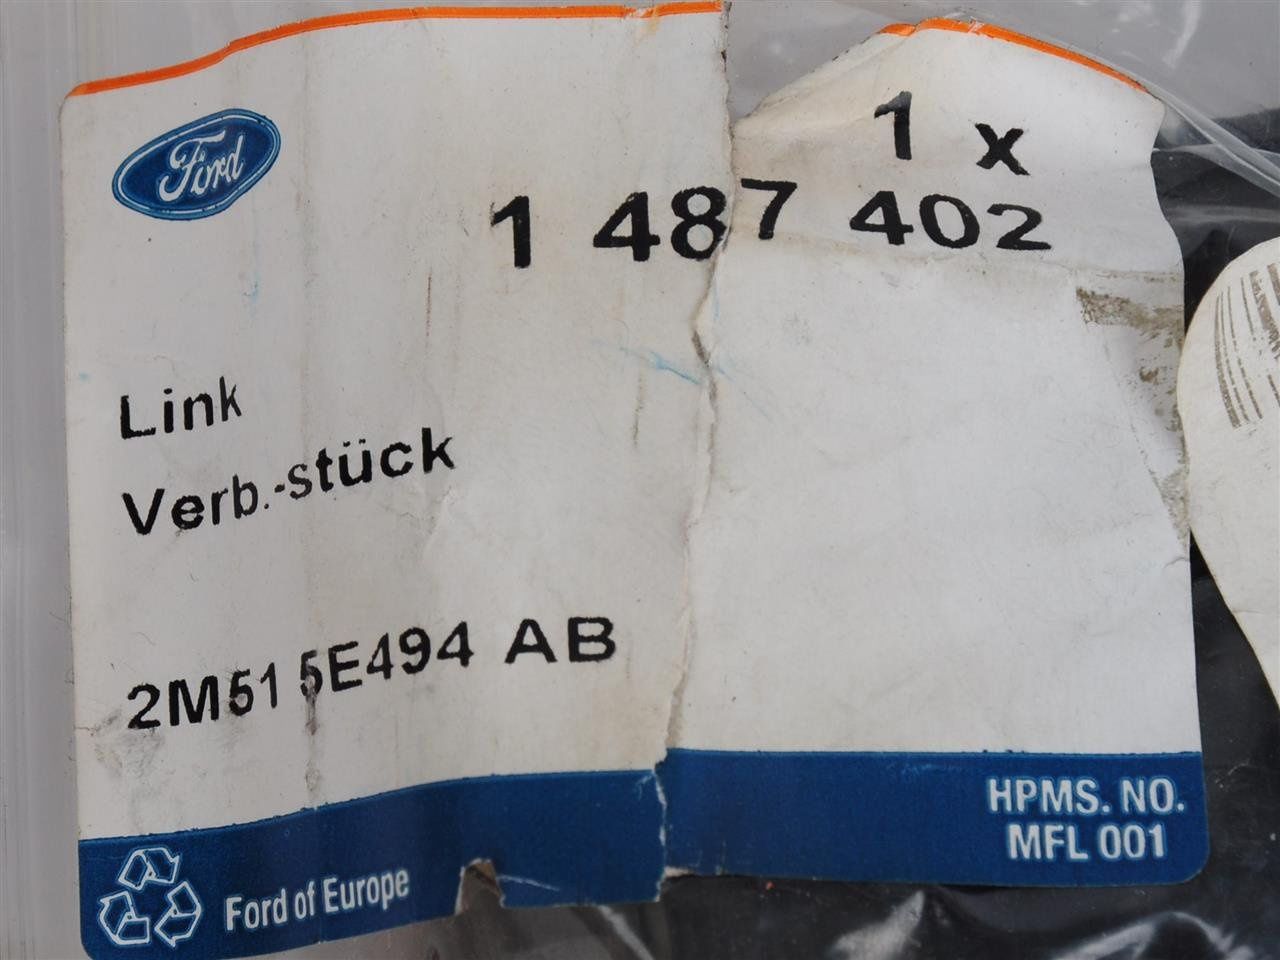 Ford
1 x
1 487 402
Link
Verb.-stück
2M51 5E494 AB
HPMS. NO.
MFL 001
Ford of Europe